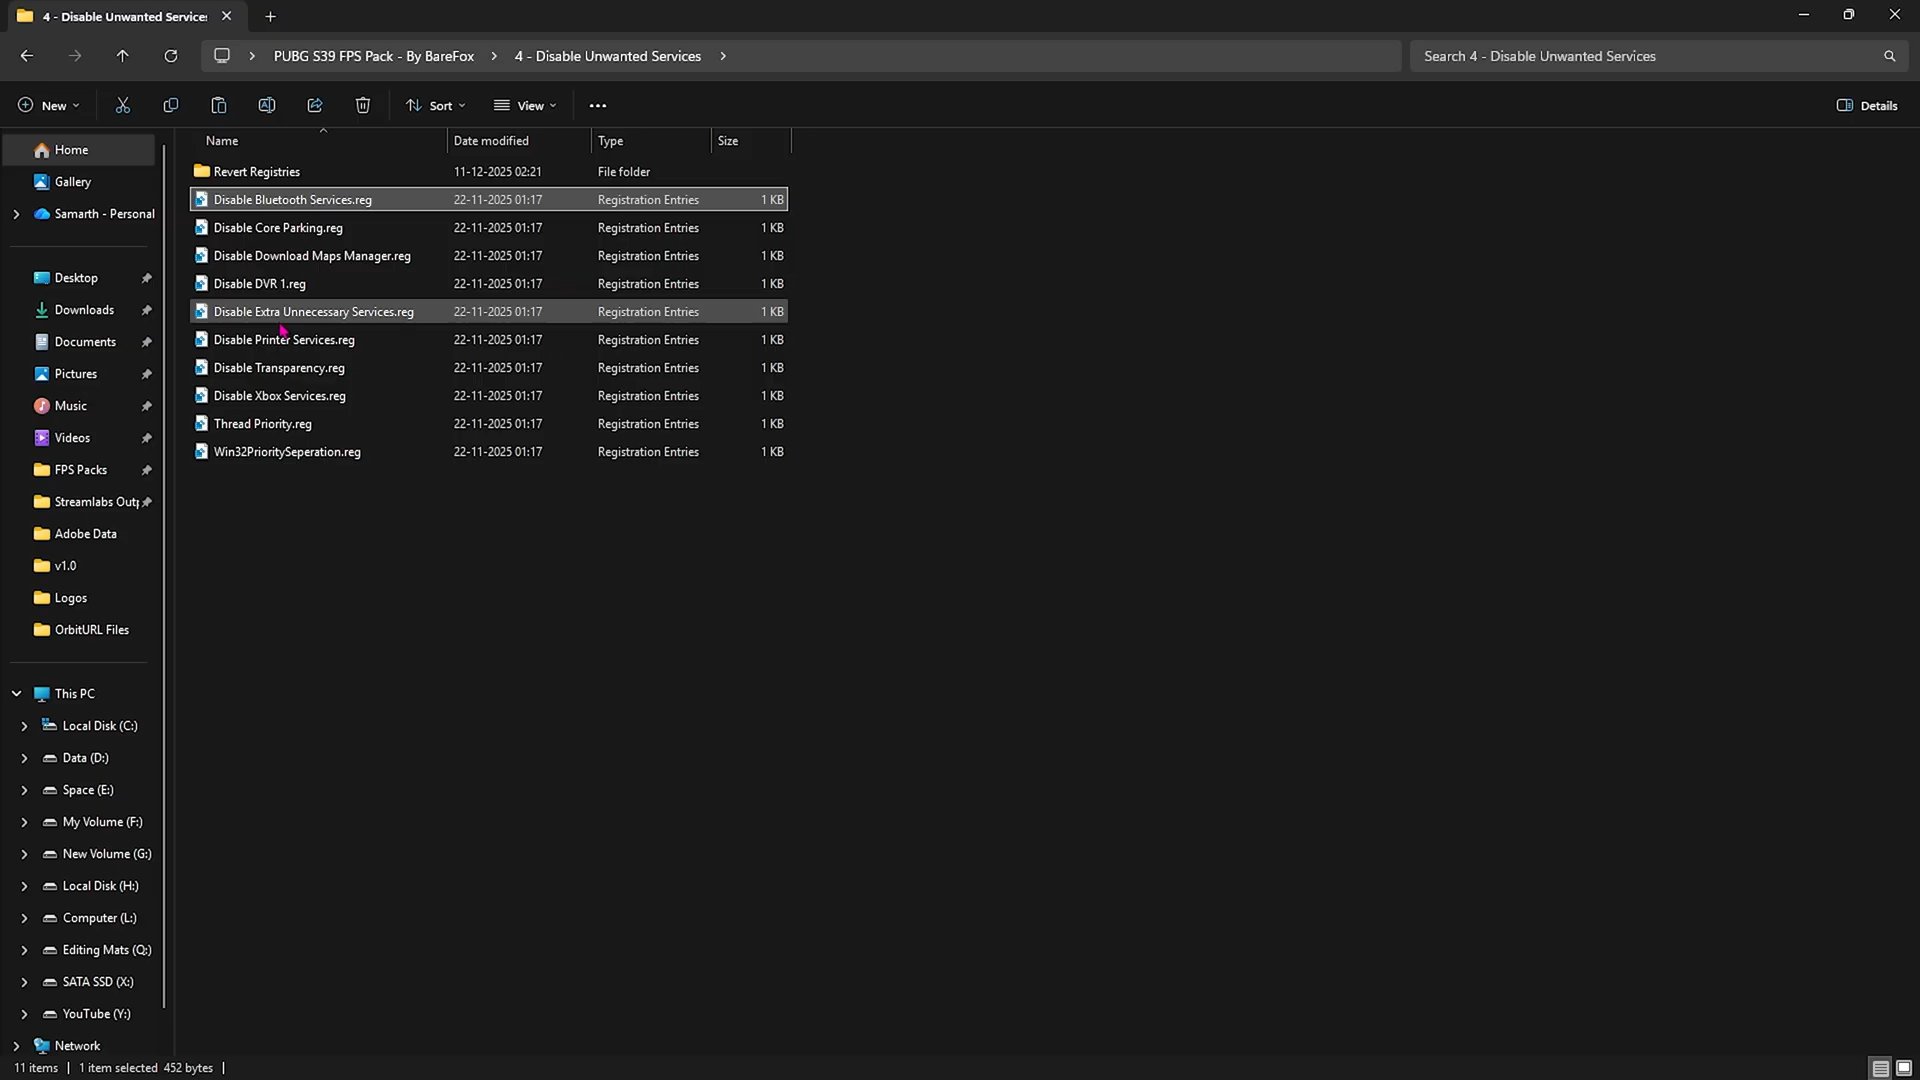 4 - Disable Unwanted Services
PUBG S39 FPS Pack - By BareFox > 4 - Disable Unwanted Services >
Search 4 - Disable Unwanted Services
New
Sort
View
Details
Name Date modified Type Size
Home
Gallery
Samarth - Personal
Desktop
Downloads
Documents
Pictures
Music
Videos
FPS Packs
Streamlabs Outp
Adobe Data
v1.0
Logos
OrbitURL Files
This PC
Local Disk (C:)
Data (D:)
Space (E:)
My Volume (F:)
New Volume (G:)
Local Disk (H:)
Computer (L:)
Editing Mats (Q:)
SATA SSD (X:)
YouTube (Y:)
Network
Revert Registries 11-12-2025 02:21 File folder
Disable Bluetooth Services.reg 22-11-2025 01:17 Registration Entries 1 KB
Disable Core Parking.reg 22-11-2025 01:17 Registration Entries 1 KB
Disable Download Maps Manager.reg 22-11-2025 01:17 Registration Entries 1 KB
Disable DVR 1.reg 22-11-2025 01:17 Registration Entries 1 KB
Disable Extra Unnecessary Services.reg 22-11-2025 01:17 Registration Entries 1 KB
Disable Printer Services.reg 22-11-2025 01:17 Registration Entries 1 KB
Disable Transparency.reg 22-11-2025 01:17 Registration Entries 1 KB
Disable Xbox Services.reg 22-11-2025 01:17 Registration Entries 1 KB
Thread Priority.reg 22-11-2025 01:17 Registration Entries 1 KB
Win32PrioritySeperation.reg 22-11-2025 01:17 Registration Entries 1 KB
11 items | 1 item selected 452 bytes |